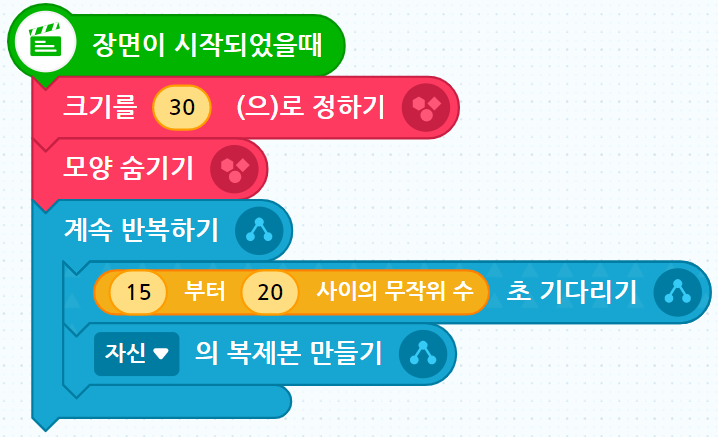 장면이 시작되었을때
크기를 30 (으)로 정하기
모양 숨기기
계속 반복하기
15 부터 20 사이의 무작위 수 초 기다리기
자신 의 복제본 만들기